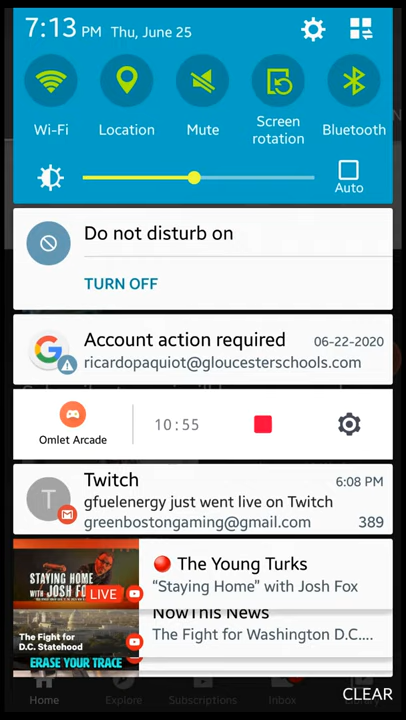 7:13 PM Thu, June 25
Wi-Fi
Location
Mute
Screen rotation
Bluetooth
Auto
Do not disturb on
TURN OFF
Account action required 06-22-2020
ricardopaquiot@gloucesterschools.com
Omlet Arcade
10:55
T
Twitch 6:08 PM
gfuelenergy just went live on Twitch
greenbostongaming@gmail.com 389
STAYING HOME
WITH JOSH FOX
LIVE
The Young Turks
"Staying Home" with Josh Fox
NowThis News
The Fight for Washington D.C....
The Fight for
D.C. Statehood
ERASE YOUR TRACE
CLEAR
Home
Explore
Subscriptions
Inbox
Library